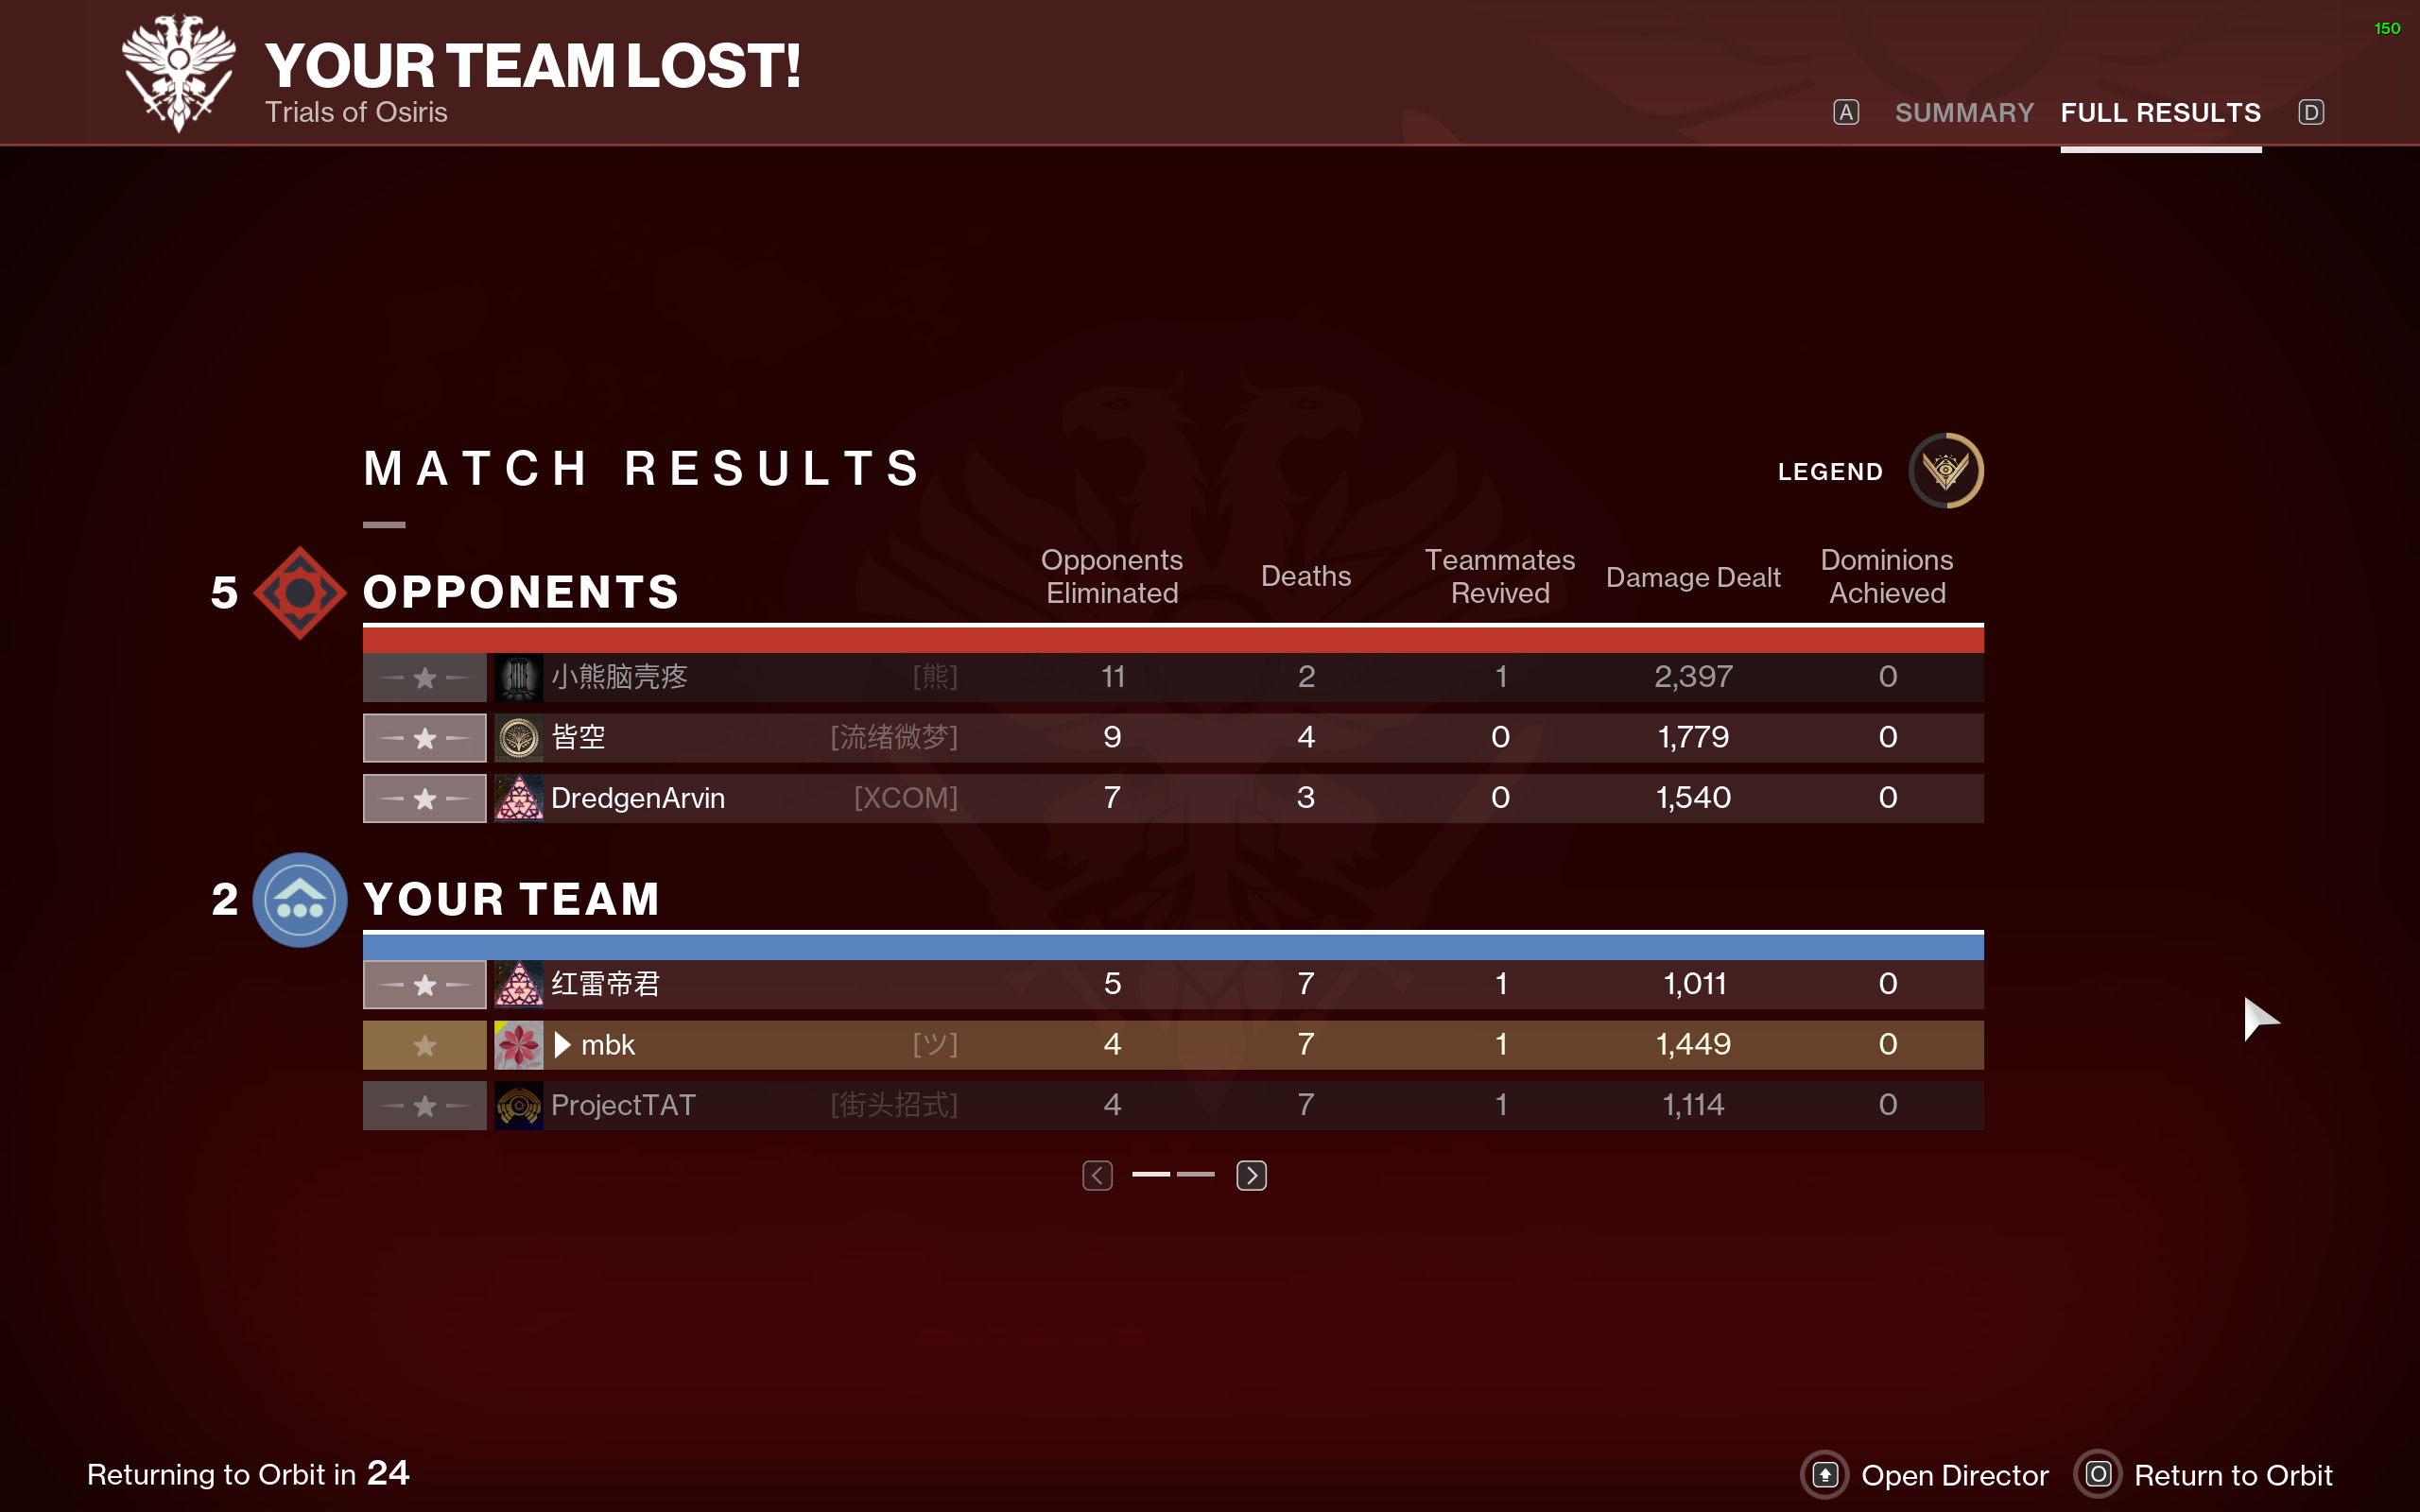 150
YOUR TEAM LOST!
Trials of Osiris
A SUMMARY FULL RESULTS D
MATCH RESULTS
LEGEND
5 OPPONENTS Opponents Eliminated Deaths Teammates Revived Damage Dealt Dominions Achieved
小熊脑壳疼 [熊] 11 2 1 2,397 0
皆空 [流绪微梦] 9 4 0 1,779 0
DredgenArvin [XCOM] 7 3 0 1,540 0
2 YOUR TEAM
红雷帝君 5 7 1 1,011 0
mbk [ツ] 4 7 1 1,449 0
ProjectTAT [街头招式] 4 7 1 1,114 0
Returning to Orbit in 24
Open Director O Return to Orbit